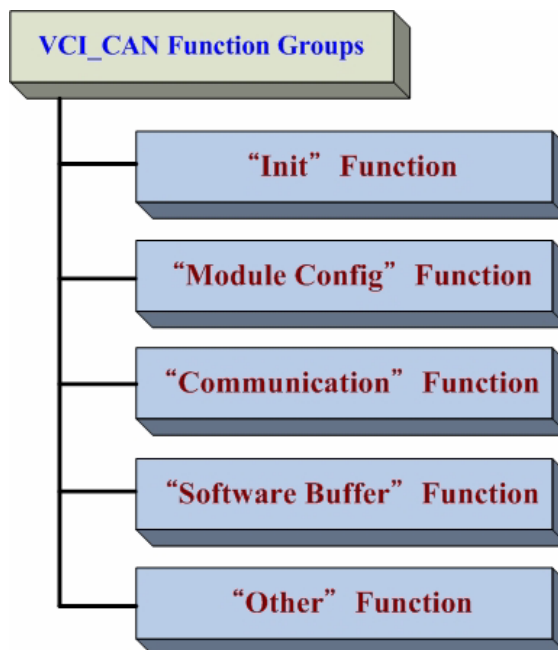 VCI_CAN Function Groups
“Init” Function
“Module Config” Function
“Communication” Function
“Software Buffer” Function
“Other” Function